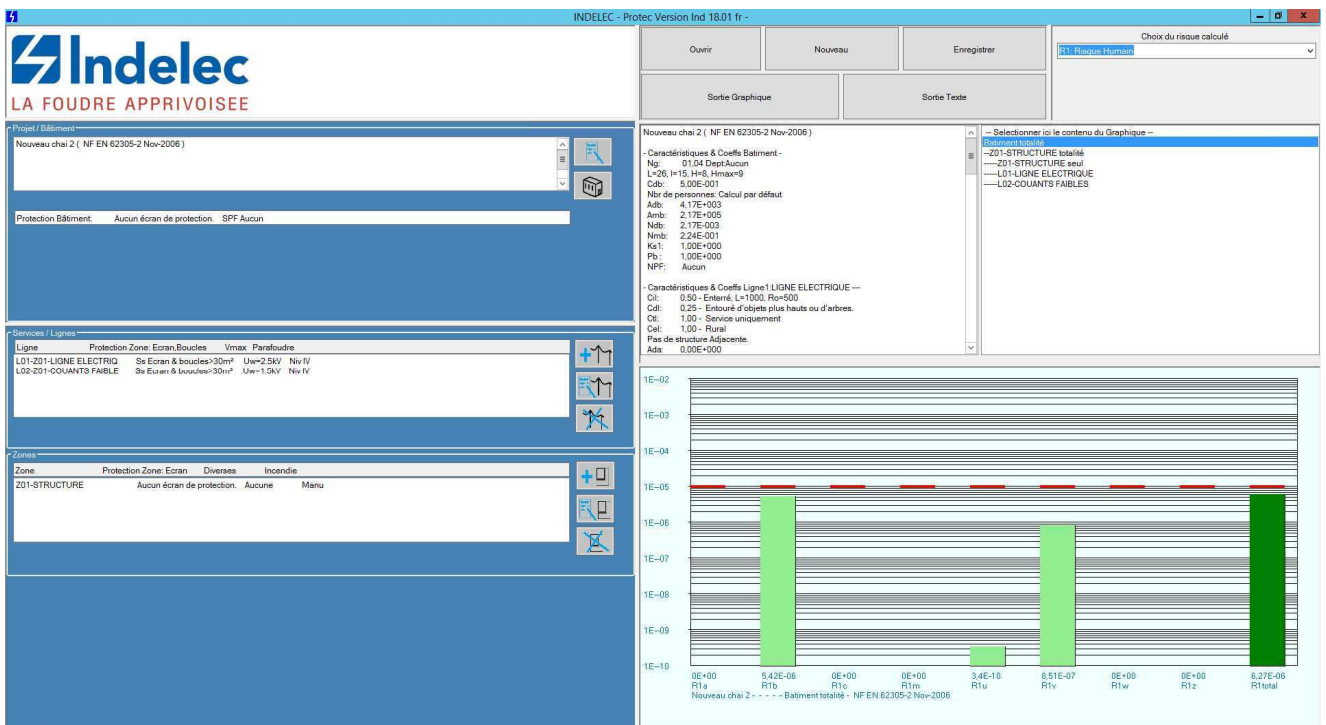 INDELEC - Protec Version Ind 18.01 fr -
Indelec
LA FOUDRE APPRIVOISEE
Ouvrir
Nouveau
Enregistrer
Choix du risque calculé
R1: Risque Humain
Sortie Graphique
Sortie Texte
Projet / Bâtiment
Nouveau chai 2 ( NF EN 62305-2 Nov-2006 )
Protection Bâtiment: Aucun écran de protection. SPF Aucun
Services / Lignes
Ligne Protection Zone: Ecran,Boucles Vmax Parafoudre
L01-Z01-LIGNE ELECTRIQ Ss Ecran & boucles>30m² Uw=2.5kV Niv IV
L02-Z01-COUANTS FAIBLE Ss Ecran & boucles>30m² Uw=1.5kV Niv IV
Zones
Zone Protection Zone: Ecran Diverses Incendie
Z01-STRUCTURE Aucun écran de protection. Aucune Manu
Nouveau chai 2 ( NF EN 62305-2 Nov-2006 )
- Caractéristiques & Coeffs Batiment -
Ng: 01,04 Dept:Aucun
L=26, l=15, H=8, Hmax=9
Cdb: 5,00E-001
Nbr de personnes: Calcul par défaut
Adb: 4,17E+003
Amb: 2,17E+005
Ndb: 2,17E-003
Nmb: 2,24E-001
Ks1: 1,00E+000
Pb : 1,00E+000
NPF: Aucun
- Caractéristiques & Coeffs Ligne1:LIGNE ELECTRIQUE ---
Cil: 0,50 - Enterré, L=1000, Ro=500
Cdl: 0,25 - Entouré d'objets plus hauts ou d'arbres.
Ctl: 1,00 - Service uniquement
Cel: 1,00 - Rural
Pas de structure Adjacente.
Ada: 0,00E+000
-- Selectionner ici le contenu du Graphique --
Batiment totalité
--Z01-STRUCTURE totalité
-----Z01-STRUCTURE seul
-----L01-LIGNE ELECTRIQUE
-----L02-COUANTS FAIBLES
1E-02
1E-03
1E-04
1E-05
1E-06
1E-07
1E-08
1E-09
1E-10
0E+00 5,42E-06 0E+00 0E+00 3,4E-10 8,51E-07 0E+00 0E+00 6,27E-06
R1a R1b R1c R1m R1u R1v R1w R1z R1total
Nouveau chai 2 - - - - - Batiment totalité - NF EN 62305-2 Nov-2006